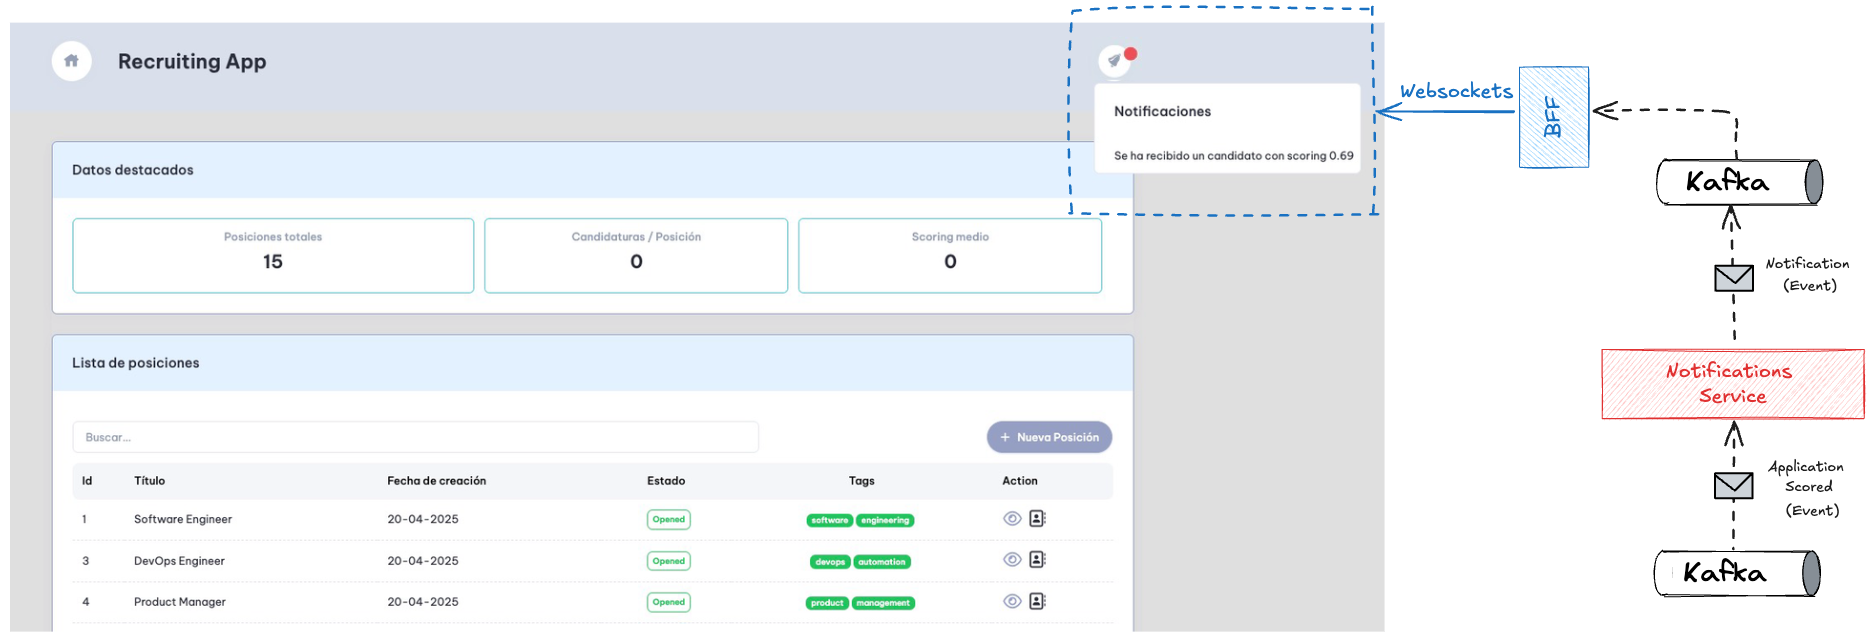 Recruiting App
Notificaciones
Se ha recibido un candidato con scoring 0.69
Datos destacados
Posiciones totales
15
Candidaturas / Posición
0
Scoring medio
0
Lista de posiciones
Buscar...
+ Nueva Posición
Id Título Fecha de creación Estado Tags Action
1 Software Engineer 20-04-2025 Opened software engineering
3 DevOps Engineer 20-04-2025 Opened devops automation
4 Product Manager 20-04-2025 Opened product management
Websockets
BFF
Kafka
Notification
(Event)
Notifications
Service
Application
Scored
(Event)
Kafka